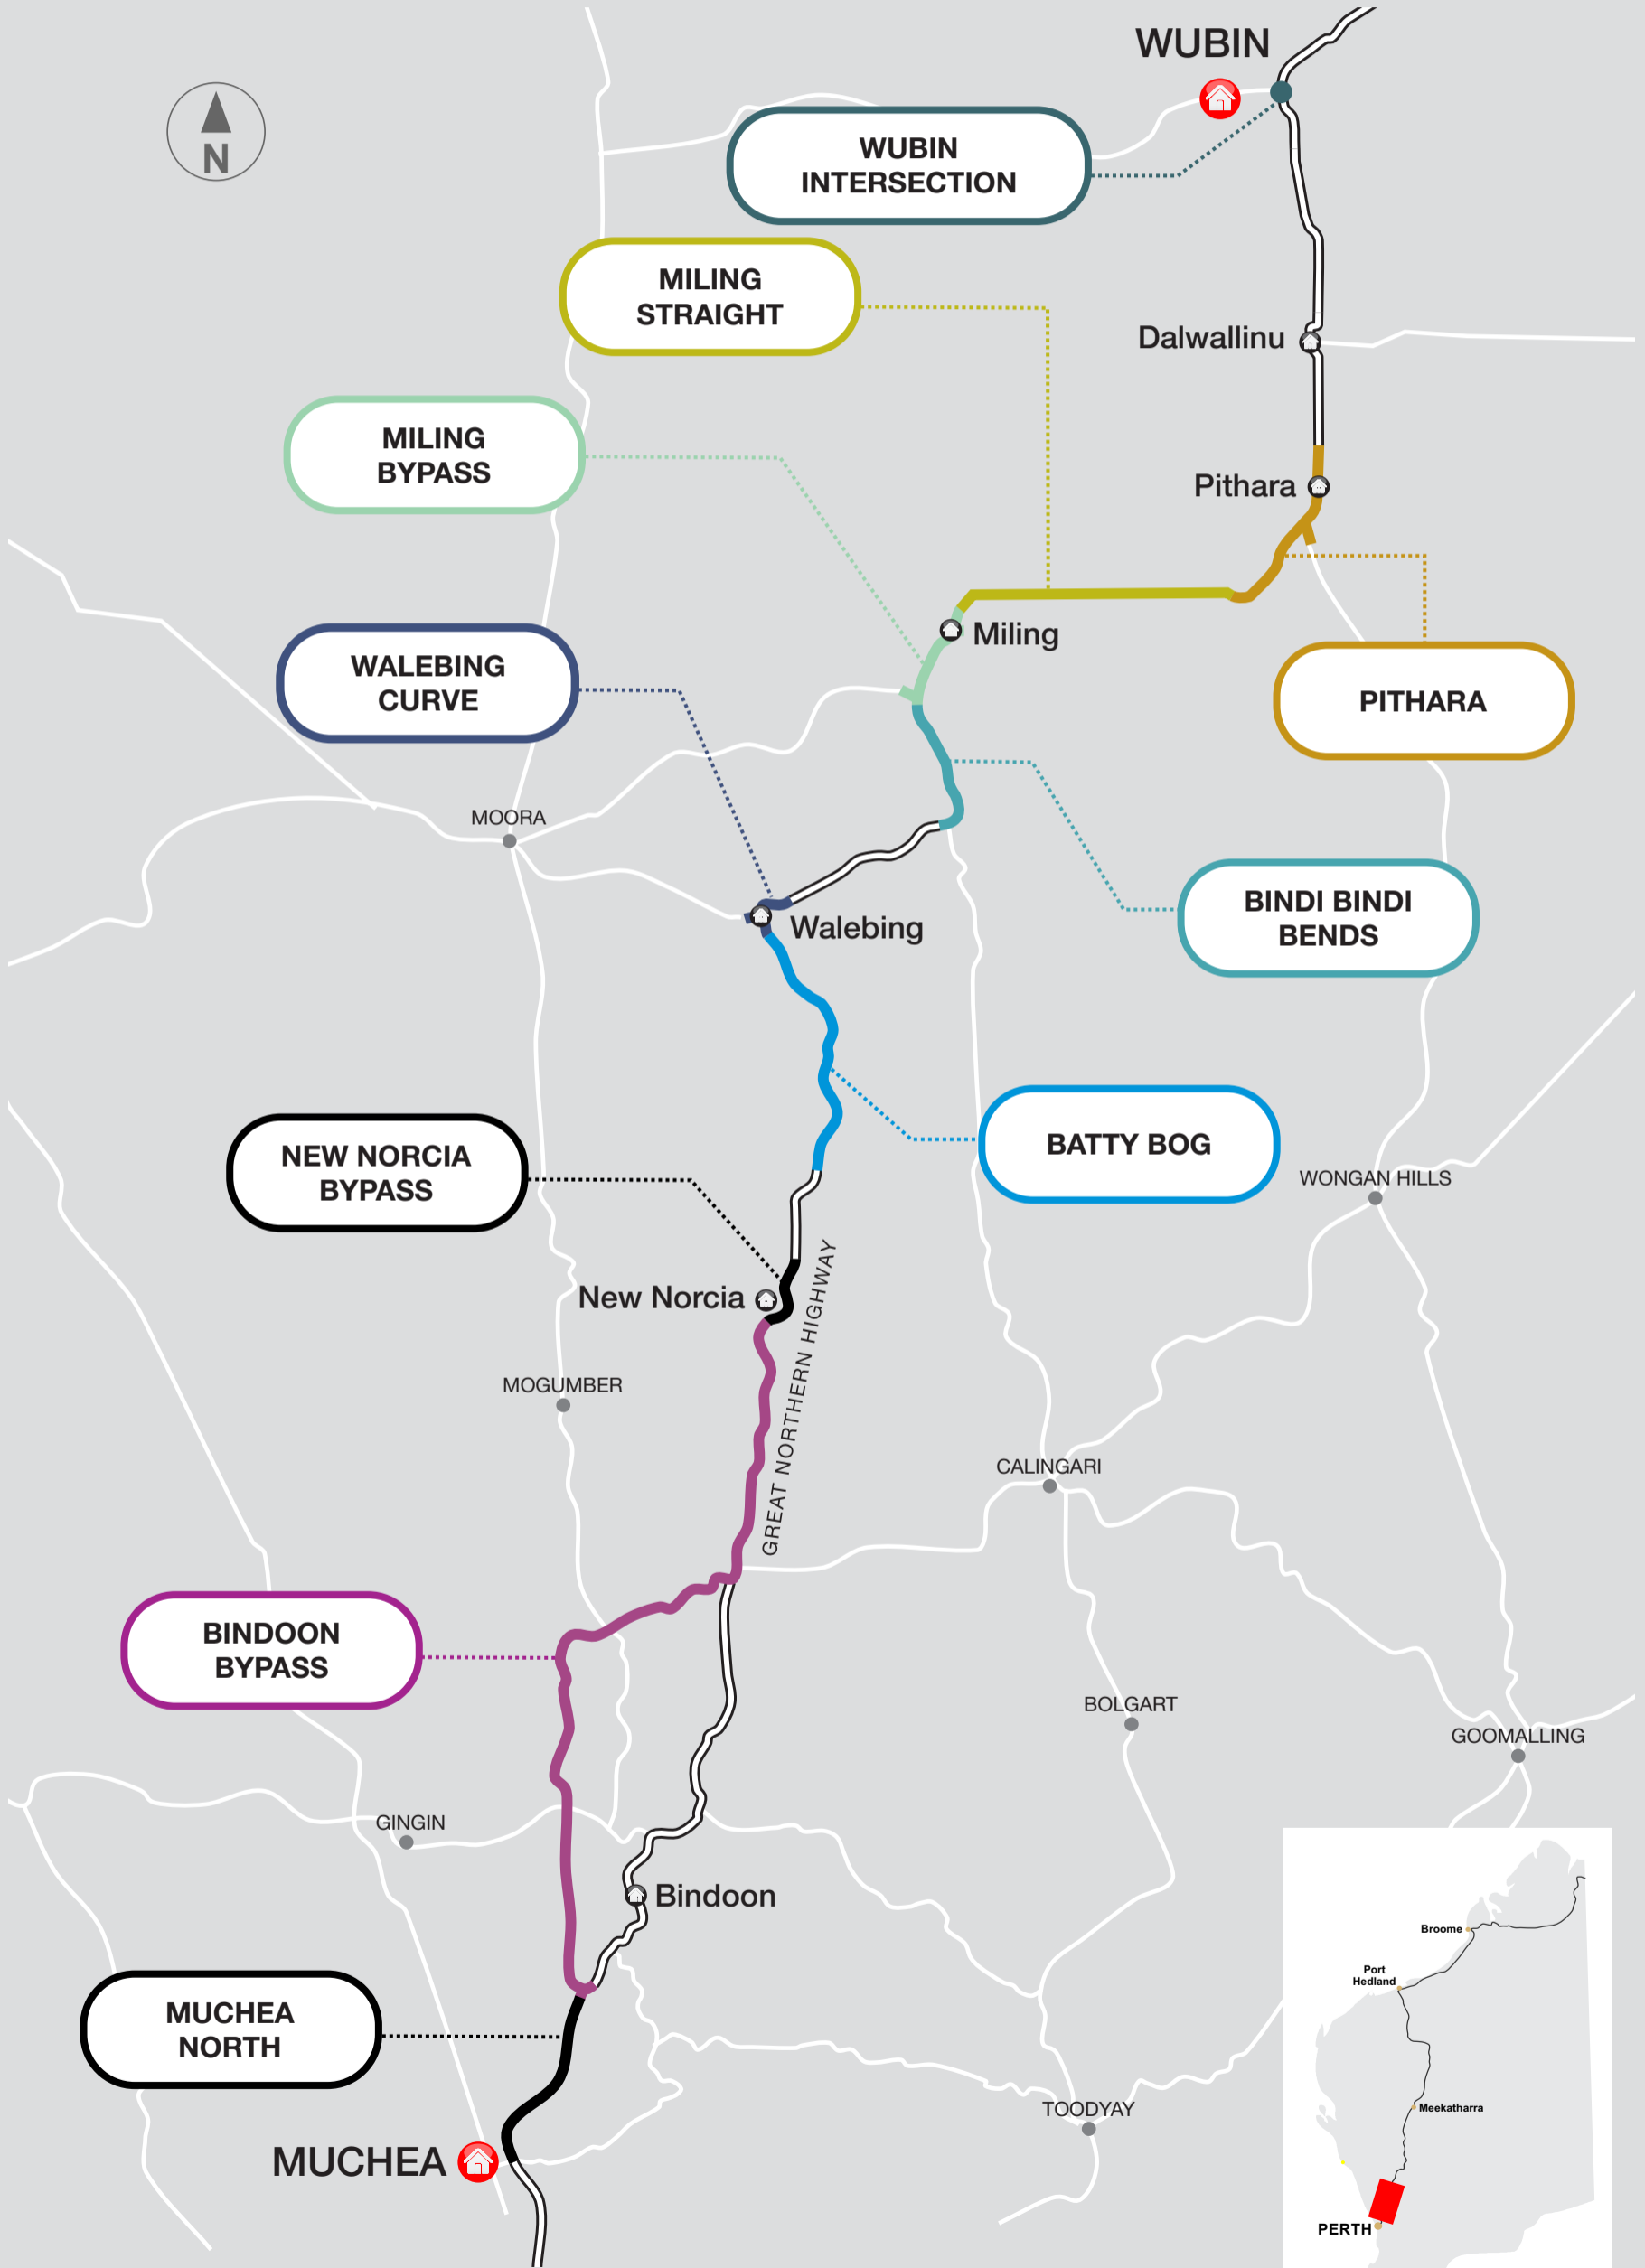 WUBIN
N
WUBIN
INTERSECTION
MILING
STRAIGHT
Dalwallinu
MILING
BYPASS
Pithara
Miling
WALEBING
CURVE
PITHARA
MOORA
BINDI BINDI
BENDS
Walebing
BATTY BOG
NEW NORCIA
BYPASS
WONGAN HILLS
New Norcia
GREAT NORTHERN HIGHWAY
MOGUMBER
CALINGARI
BINDOON
BYPASS
BOLGART
GOOMALLING
GINGIN
Bindoon
Broome
Port
Hedland
MUCHEA
NORTH
Meekatharra
TOODYAY
MUCHEA
PERTH